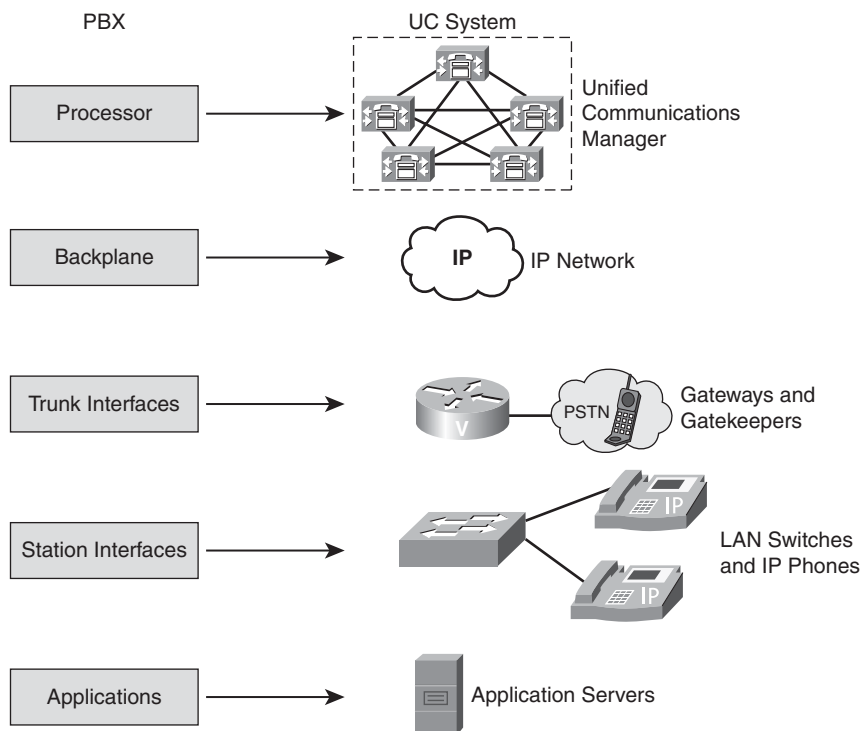 PBX
UC System
Processor
Unified
Communications
Manager
Backplane
IP
IP Network
Trunk Interfaces
V
PSTN
Gateways and
Gatekeepers
Station Interfaces
IP
IP
LAN Switches
and IP Phones
Applications
Application Servers